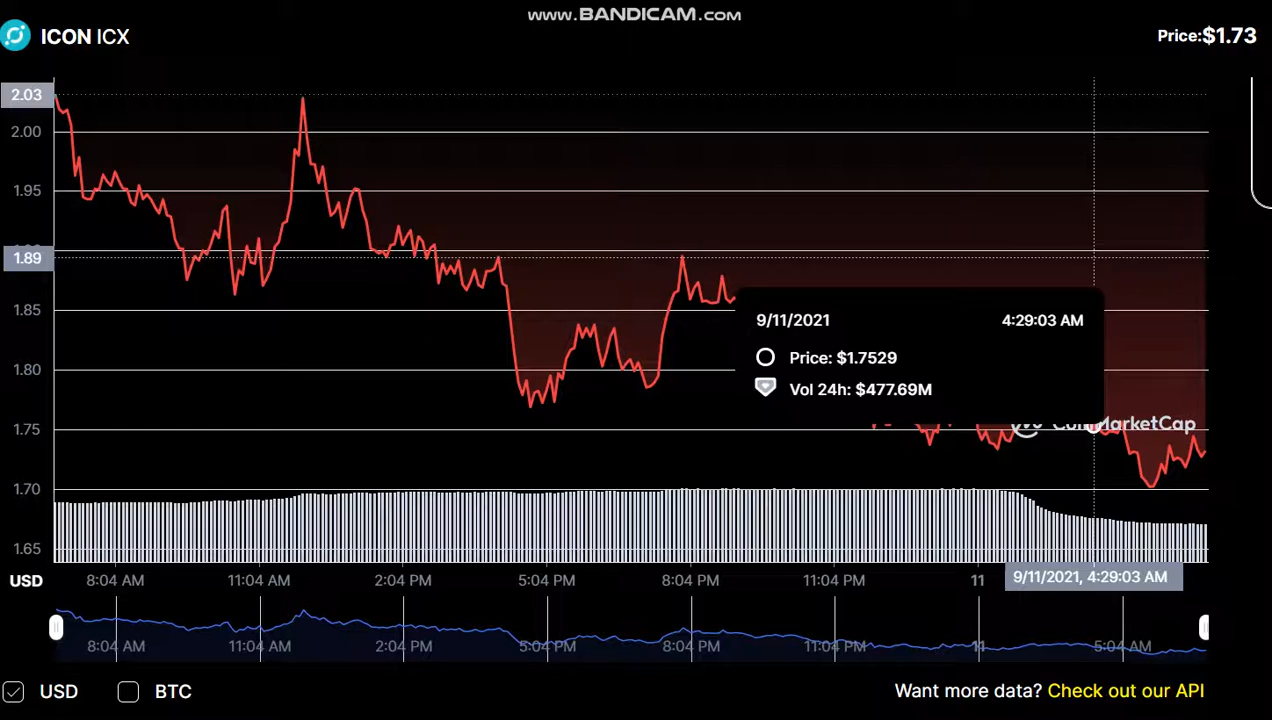 www.BANDICAM.com
ICON ICX
Price:$1.73
2.03
2.00
1.95
1.89
1.85
1.80
1.75
1.70
1.65
9/11/2021 4:29:03 AM
Price: $1.7529
Vol 24h: $477.69M
MarketCap
USD 8:04 AM 11:04 AM 2:04 PM 5:04 PM 8:04 PM 11:04 PM 11 9/11/2021, 4:29:03 AM
8:04 AM 11:04 AM 2:04 PM 5:04 PM 8:04 PM 11:04 PM 11 5:04 AM
USD BTC
Want more data? Check out our API